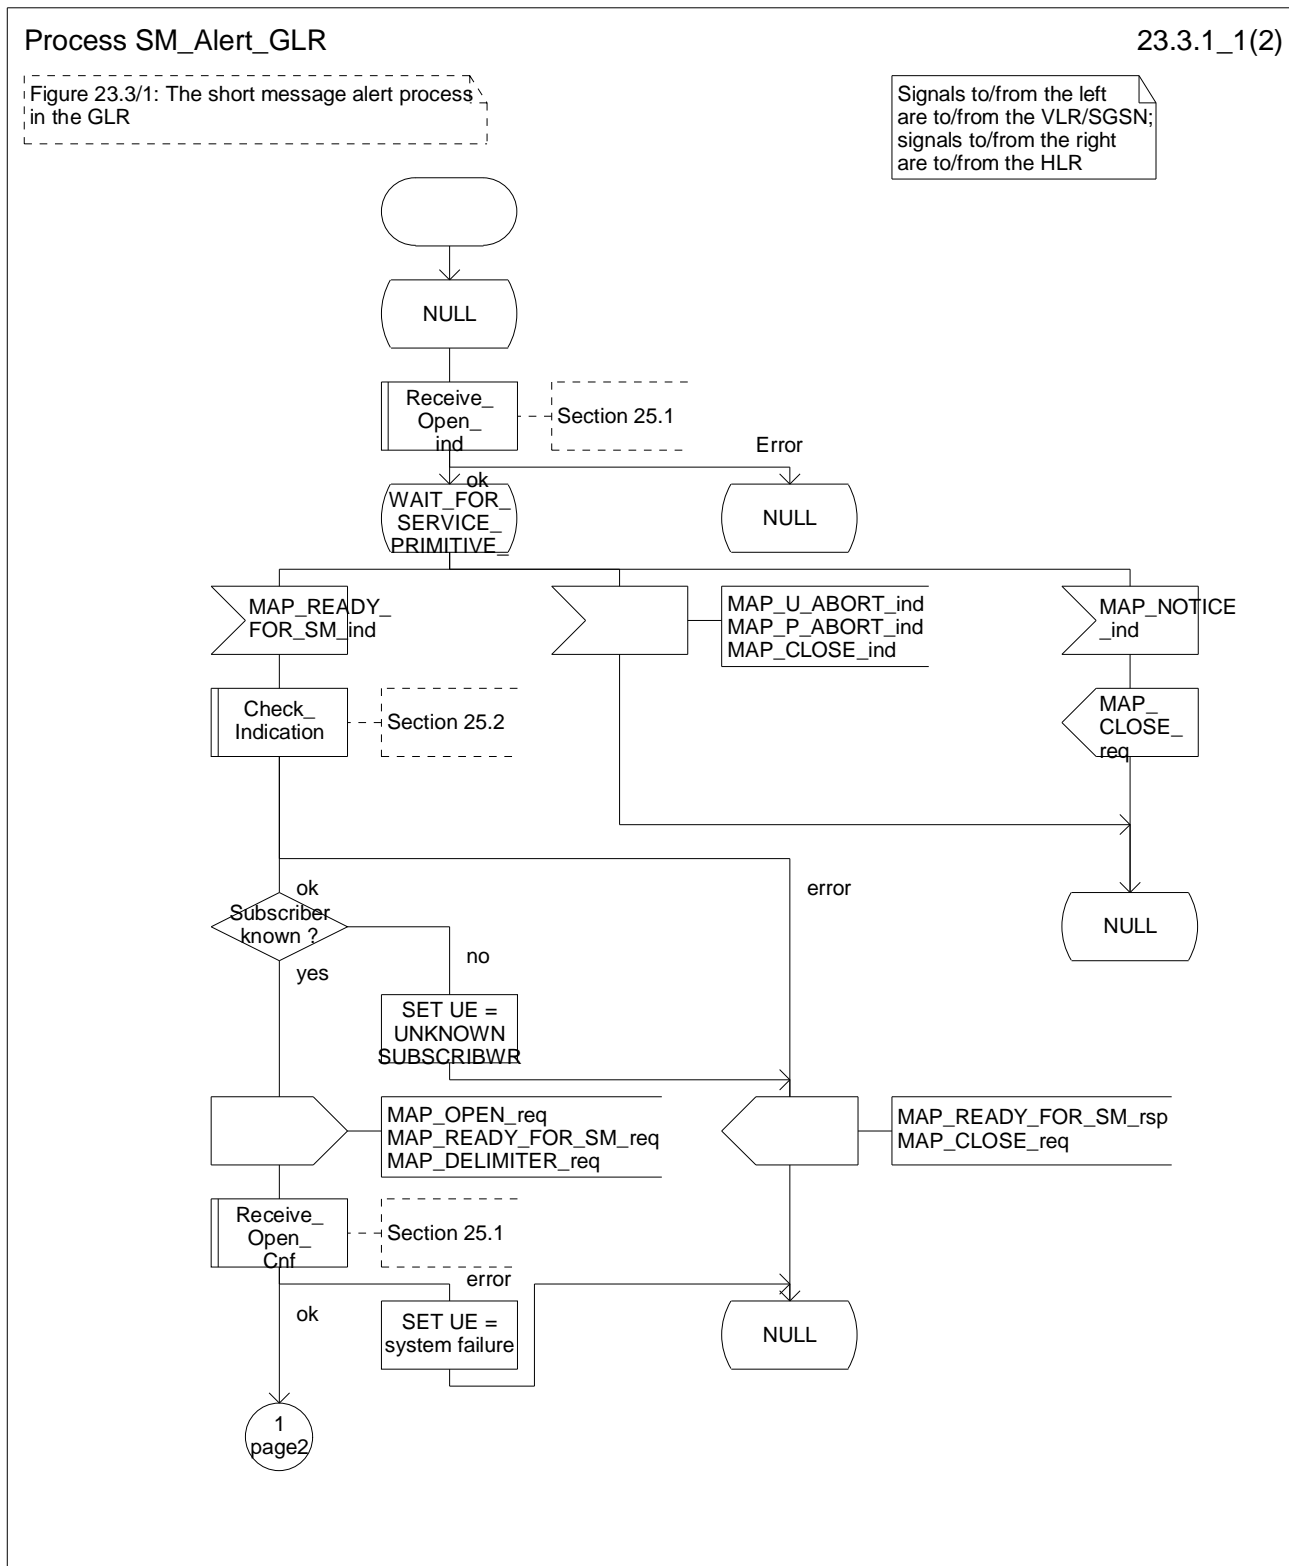 Process SM_Alert_GLR
23.3.1_1(2)
Figure 23.3/1: The short message alert process
in the GLR
Signals to/from the left
are to/from the VLR/SGSN;
signals to/from the right
are to/from the HLR
NULL
Receive_
Open_
ind
Section 25.1
Error
ok
WAIT_FOR_
SERVICE_
PRIMITIVE_
NULL
MAP_READY_
FOR_SM_ind
MAP_U_ABORT_ind
MAP_P_ABORT_ind
MAP_CLOSE_ind
MAP_NOTICE
_ind
Check_
Indication
Section 25.2
MAP_
CLOSE_
req
ok
error
Subscriber
known ?
NULL
no
yes
SET UE =
UNKNOWN
SUBSCRIBWR
MAP_OPEN_req
MAP_READY_FOR_SM_req
MAP_DELIMITER_req
MAP_READY_FOR_SM_rsp
MAP_CLOSE_req
Receive_
Open_
Cnf
Section 25.1
error
ok
SET UE =
system failure
NULL
1
page2